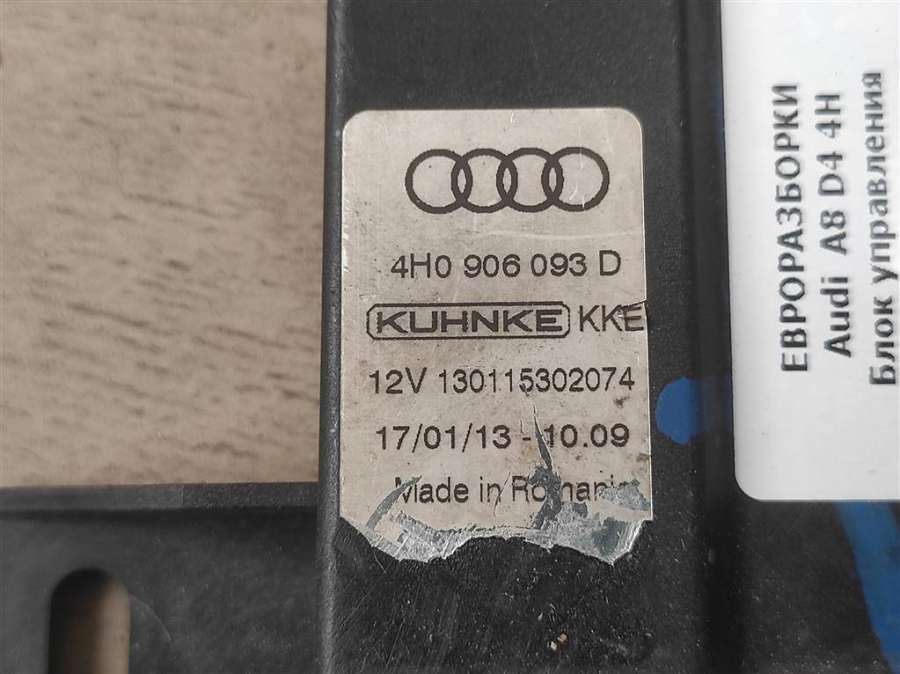 4H0 906 093 D
KUHNKE KKE
12V 130115302074
17/01/13 - 10.09
Made in Romania
ЕВРОРАЗБОРКИ
Audi A8 D4 4H
Блок управления